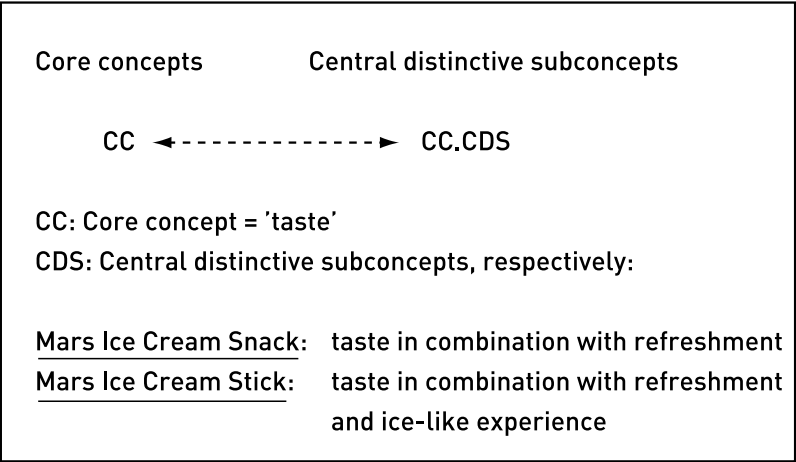 Core concepts Central distinctive subconcepts
CC CC.CDS
CC: Core concept = ’taste’
CDS: Central distinctive subconcepts, respectively:
Mars Ice Cream Snack: taste in combination with refreshment
Mars Ice Cream Stick: taste in combination with refreshment
and ice-like experience